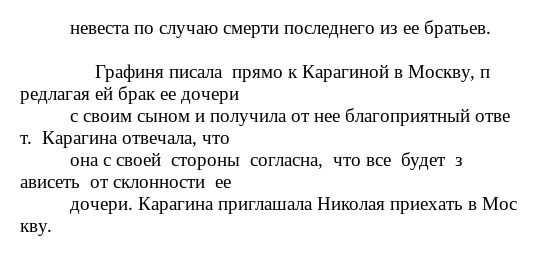 невеста по случаю смерти последнего из ее братьев.
Графиня писала  прямо к Карагиной в Москву, п
редлагая ей брак ее дочери
с своим сыном и получила от нее благоприятный отве
т.  Карагина отвечала, что
она с своей  стороны  согласна,  что все  будет  з
ависеть  от склонности  ее
дочери. Карагина приглашала Николая приехать в Мос
кву.